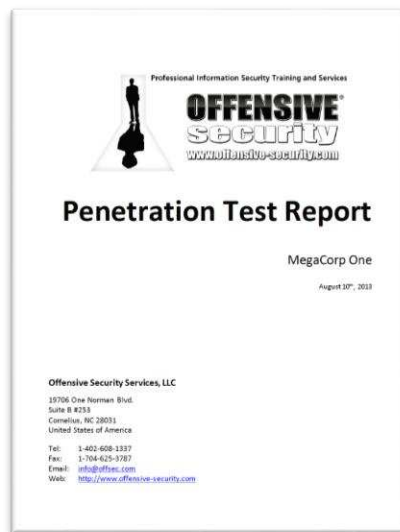 Professional Information Security Training and Services
OFFENSIVE®
security
www.offensive-security.com
Penetration Test Report
MegaCorp One
August 10th, 2013
Offensive Security Services, LLC
19706 One Norman Blvd.
Suite B #253
Cornelius, NC 28031
United States of America
Tel: 1-402-608-1337
Fax: 1-704-625-3787
Email: info@offsec.com
Web: http://www.offensive-security.com